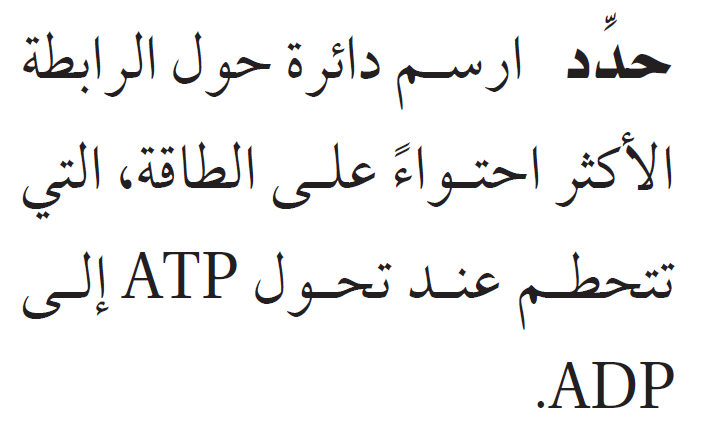 حدِّد ارسم دائرة حول الرابطة
الأكثر احتواءً على الطاقة، التي
تتحطم عند تحول ATP إلى
ADP.